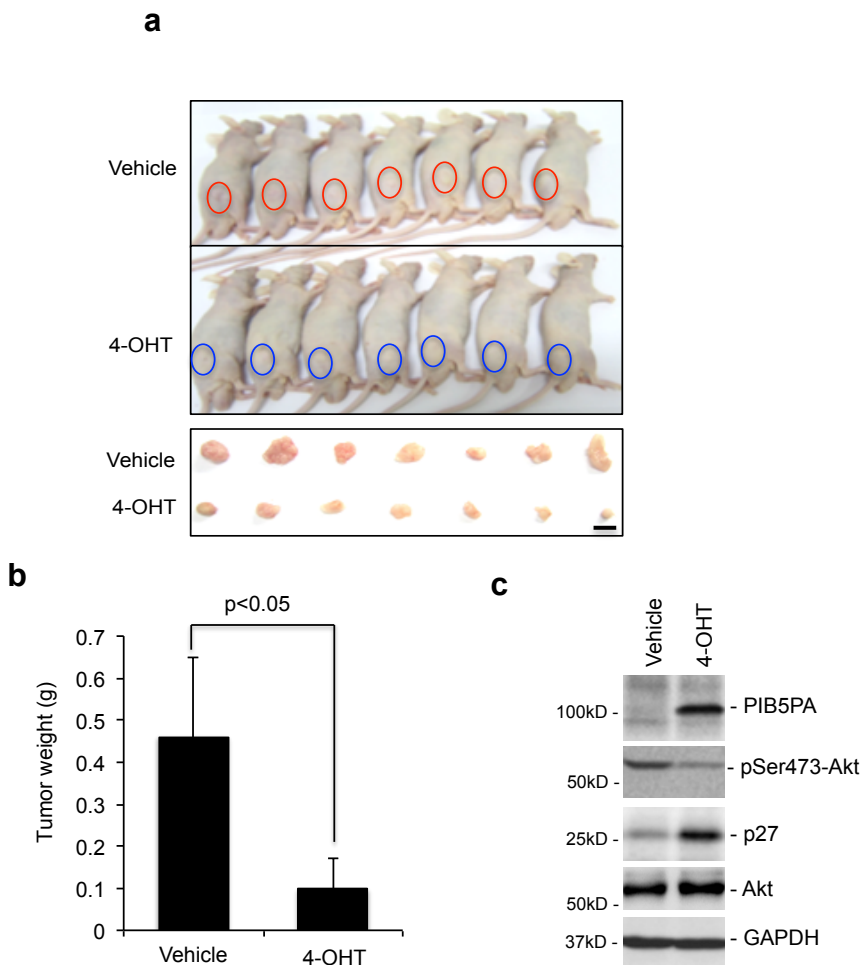 a
Vehicle
4-OHT
Vehicle
4-OHT
b
p<0.05
Tumor weight (g)
0.7
0.6
0.5
0.4
0.3
0.2
0.1
0
Vehicle 4-OHT
c
Vehicle 4-OHT
100kD - - PIB5PA
50kD - - pSer473-Akt
25kD - - p27
50kD - - Akt
37kD - - GAPDH